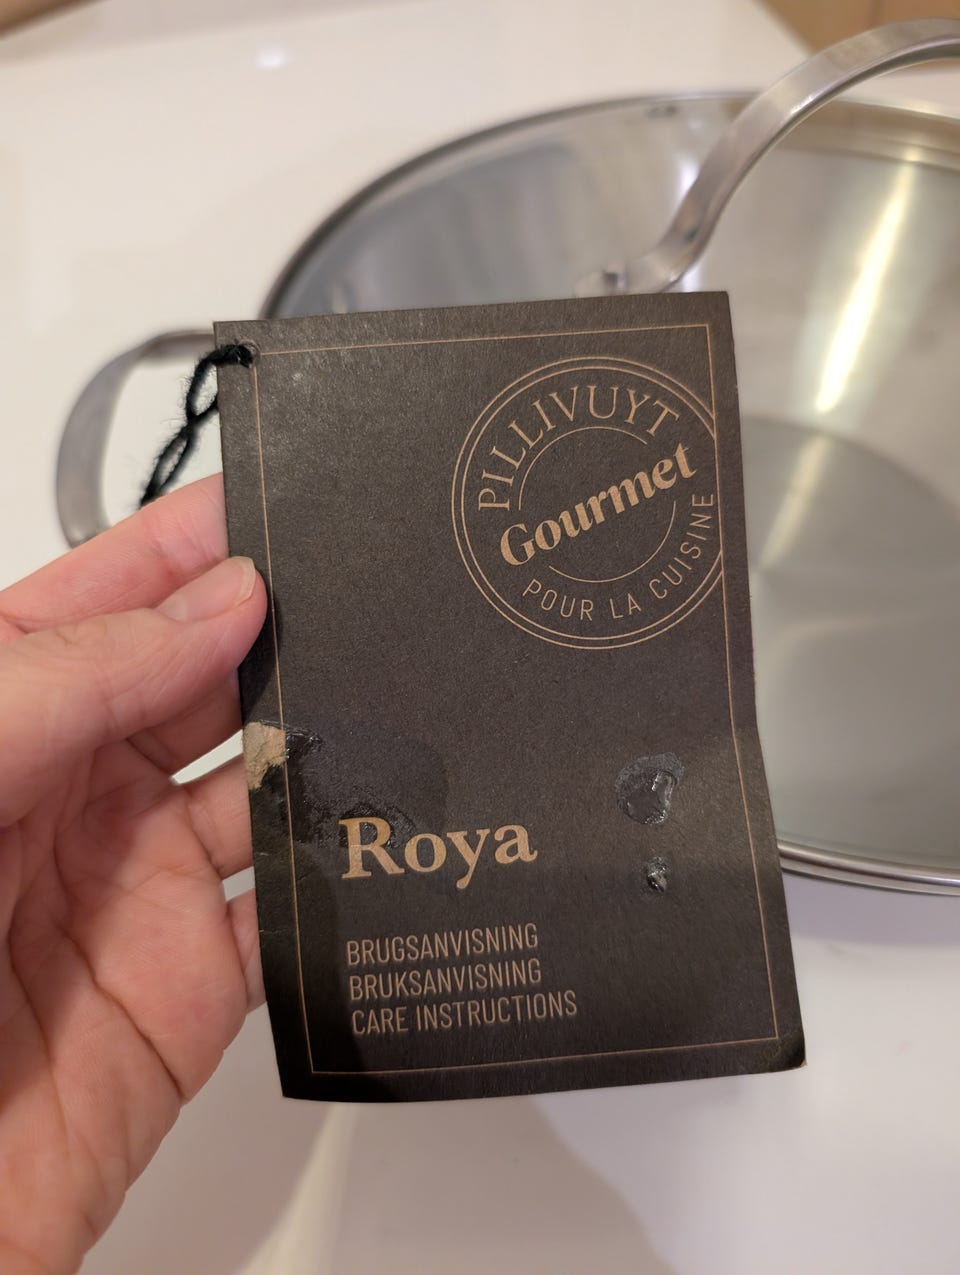 PILLIVUYT
Gourmet
POUR LA CUISINE
Roya
BRUGSANVISNING
BRUKSANVISNING
CARE INSTRUCTIONS